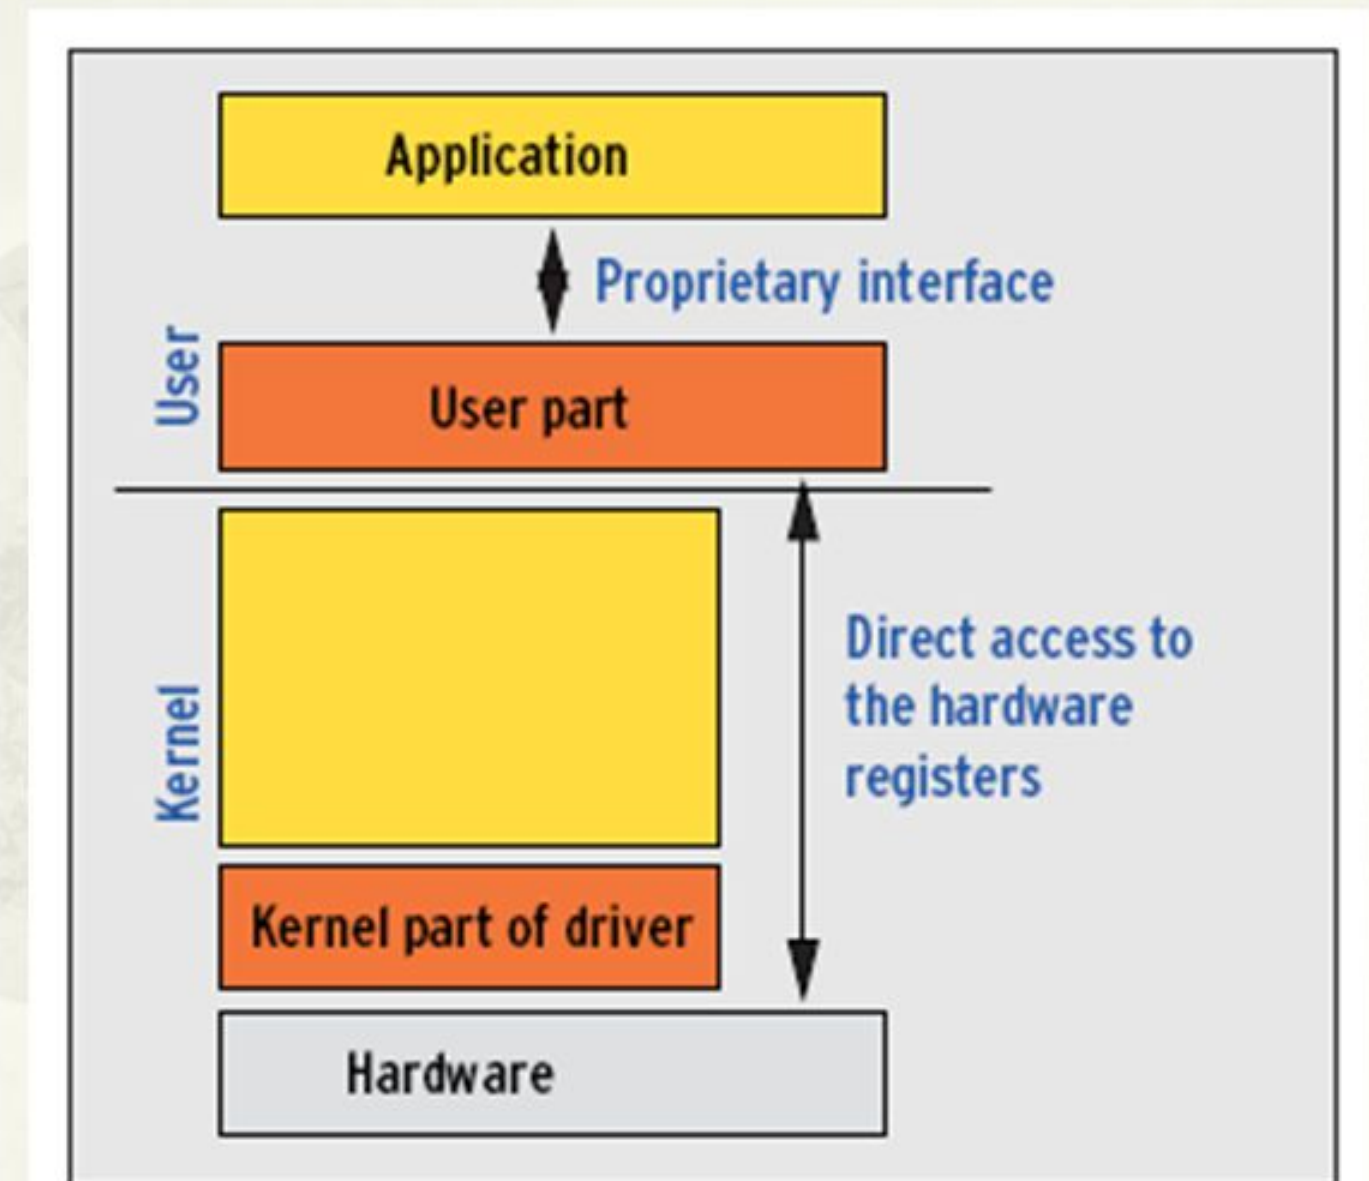 Application
Proprietary interface
User
User part
Kernel
Direct access to
the hardware
registers
Kernel part of driver
Hardware